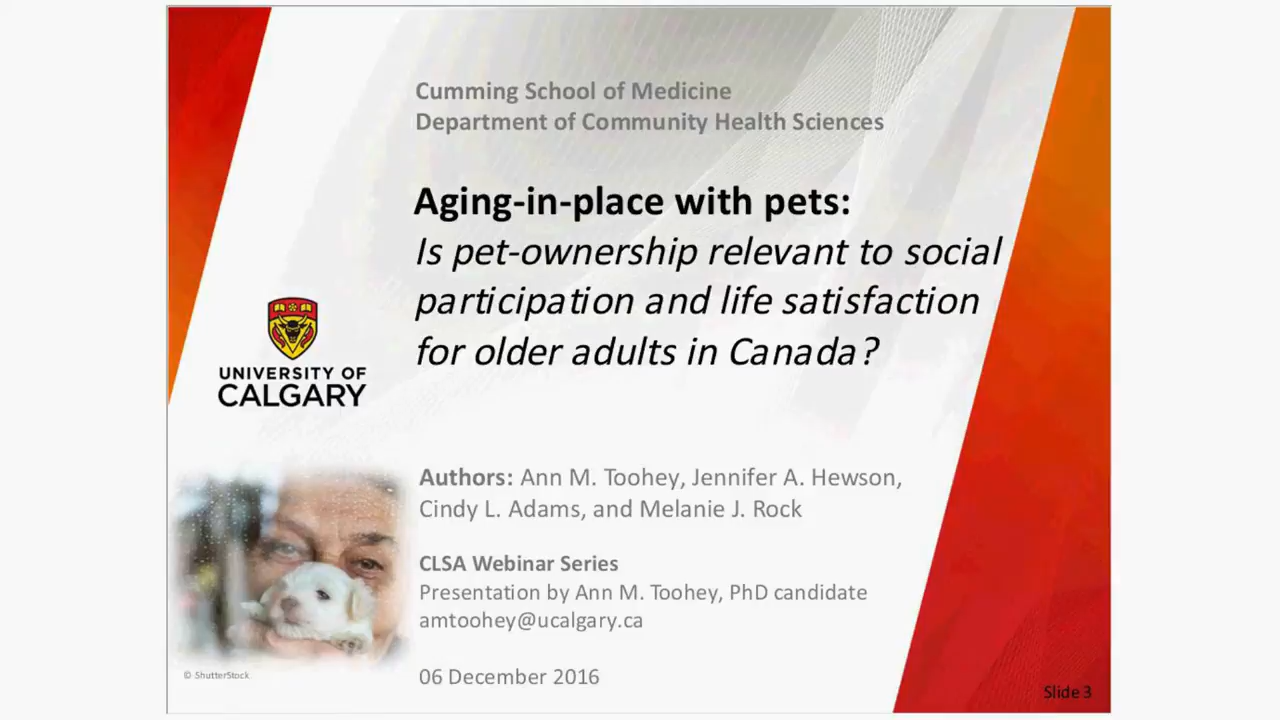 Cumming School of Medicine
Department of Community Health Sciences
Aging-in-place with pets:
Is pet-ownership relevant to social
participation and life satisfaction
for older adults in Canada?
UNIVERSITY OF
CALGARY
Authors: Ann M. Toohey, Jennifer A. Hewson,
Cindy L. Adams, and Melanie J. Rock
CLSA Webinar Series
Presentation by Ann M. Toohey, PhD candidate
amtoohey@ucalgary.ca
© ShutterStock
06 December 2016
Slide 3